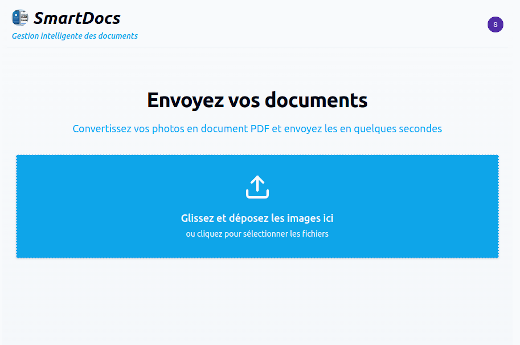 SmartDocs
Gestion intelligente des documents
S
Envoyez vos documents
Convertissez vos photos en document PDF et envoyez les en quelques secondes
Glissez et déposez les images ici
ou cliquez pour sélectionner les fichiers